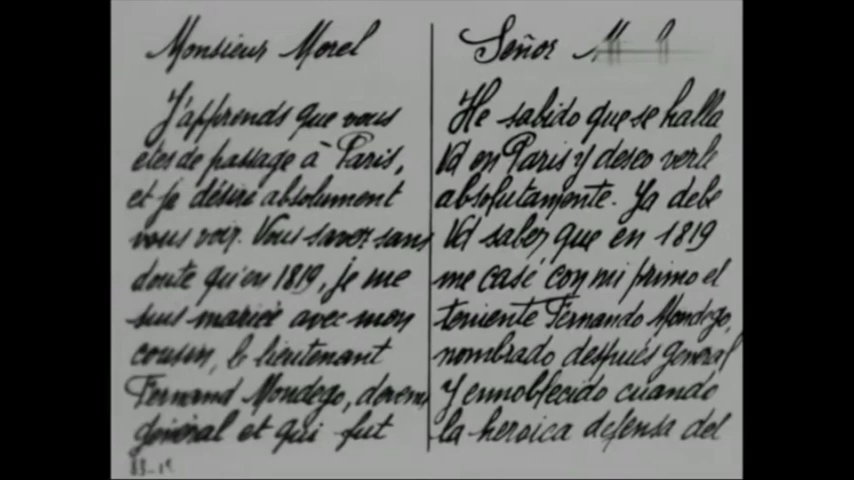 Monsieur Morel
J'apprends que vous
êtes de passage à Paris,
et je désire absolument
vous voir. Vous savez sans
doute qu'en 1819, je me
suis mariée avec mon
cousin, le lieutenant
Fernand Mondego, devenu
général et qui fut
83-19
Señor
He sabido que se halla
Vd en Paris y deseo verle
absolutamente. Ya debe
Vd saber que en 1819
me casé con mi primo el
teniente Fernando Mondego,
nombrado después general
Y ennoblecido cuando
la heroica defensa del